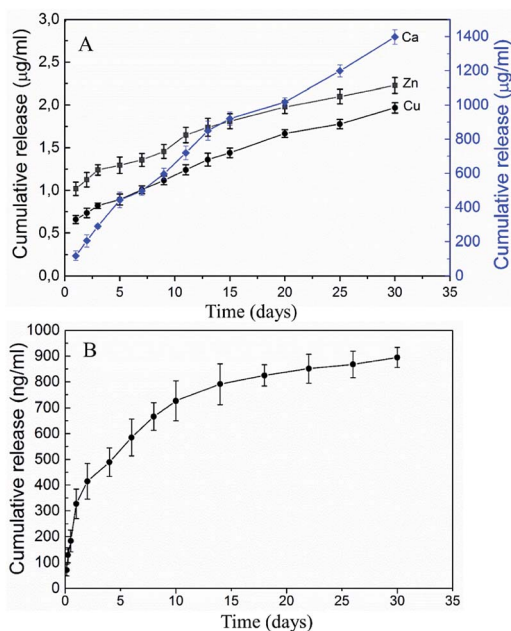 A
Cumulative release (µg/ml)
3,0
2,5
2,0
1,5
1,0
0,5
0,0
Ca
Zn
Cu
1400
1200
1000
800
600
400
200
0
Cumulative release (µg/ml)
0 5 10 15 20 25 30 35
Time (days)
B
Cumulative release (ng/ml)
1000
900
800
700
600
500
400
300
200
100
0
0 5 10 15 20 25 30 35
Time (days)